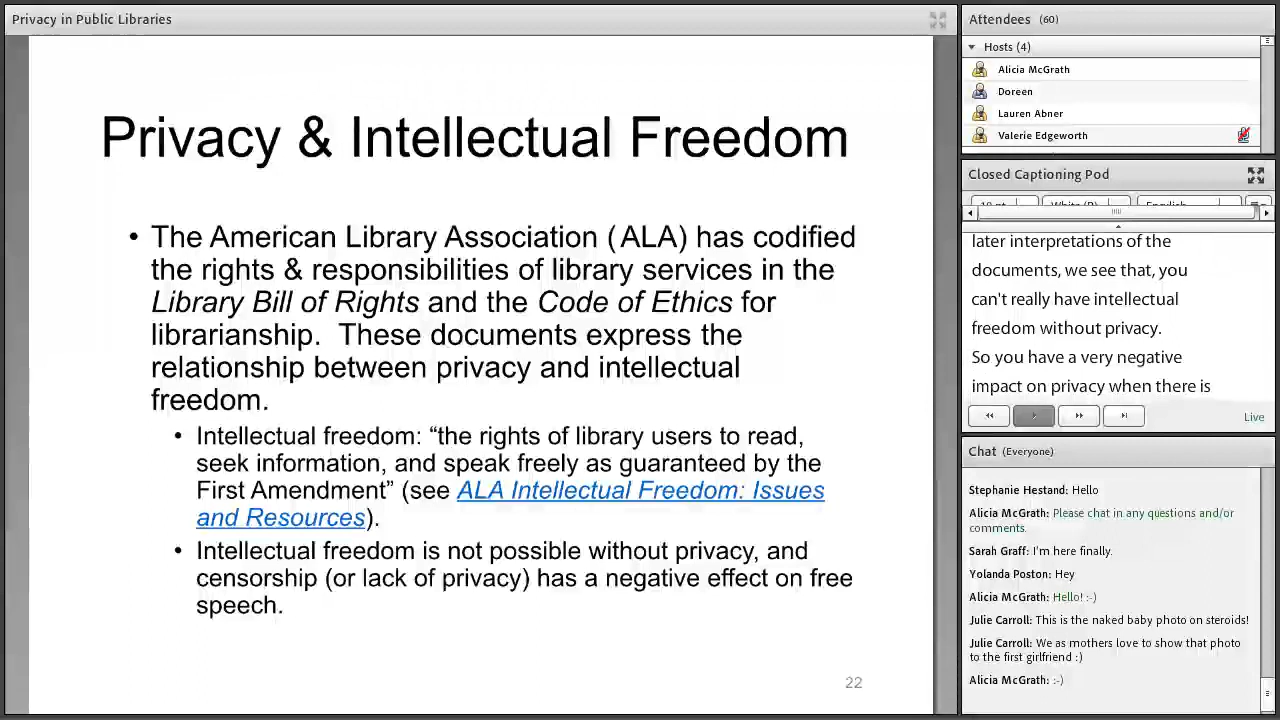 Privacy in Public Libraries
Privacy & Intellectual Freedom
• The American Library Association (ALA) has codified
the rights & responsibilities of library services in the
Library Bill of Rights and the Code of Ethics for
librarianship. These documents express the
relationship between privacy and intellectual
freedom.
• Intellectual freedom: “the rights of library users to read,
seek information, and speak freely as guaranteed by the
First Amendment” (see ALA Intellectual Freedom: Issues
and Resources).
• Intellectual freedom is not possible without privacy, and
censorship (or lack of privacy) has a negative effect on free
speech.
22
Attendees (60)
Hosts (4)
Alicia McGrath
Doreen
Lauren Abner
Valerie Edgeworth
Closed Captioning Pod
later interpretations of the
documents, we see that, you
can't really have intellectual
freedom without privacy.
So you have a very negative
impact on privacy when there is
Live
Chat (Everyone)
Stephanie Hestand: Hello
Alicia McGrath: Please chat in any questions and/or
comments.
Sarah Graff: I'm here finally.
Yolanda Poston: Hey
Alicia McGrath: Hello! :-)
Julie Carroll: This is the naked baby photo on steroids!
Julie Carroll: We as mothers love to show that photo
to the first girlfriend :)
Alicia McGrath: :-)